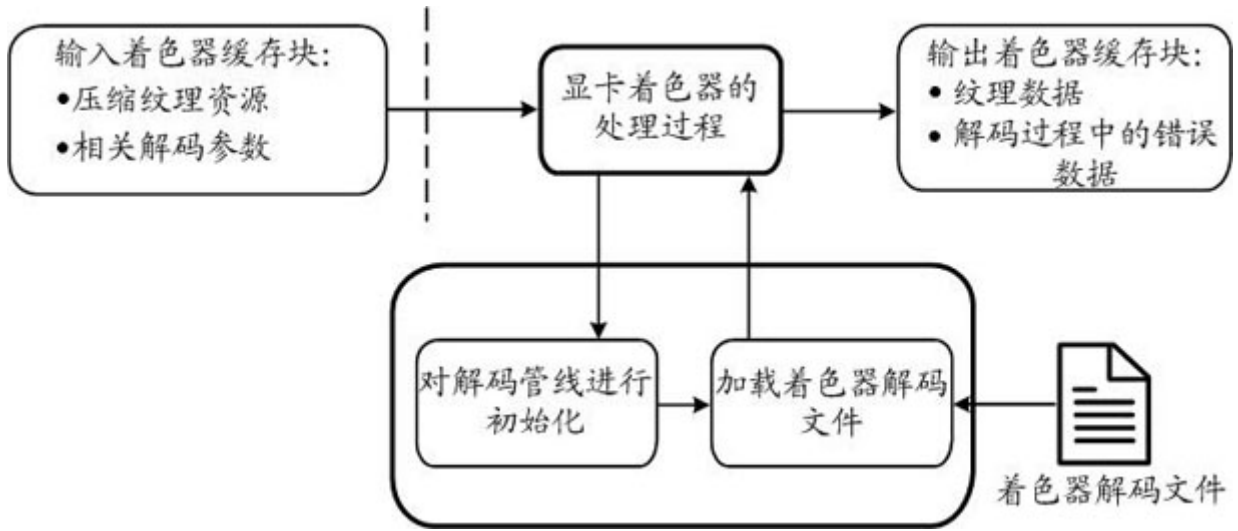 输入着色器缓存块:
•压缩纹理资源
•相关解码参数
显卡着色器的
处理过程
输出着色器缓存块:
• 纹理数据
• 解码过程中的错误
数据
对解码管线进行
初始化
加载着色器解码
文件
着色器解码文件